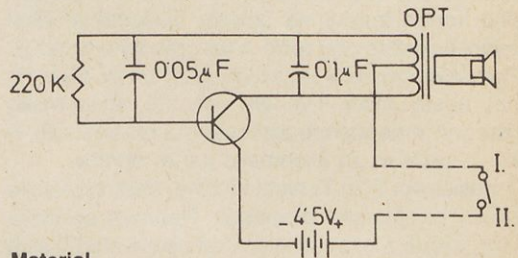 OPT
220K
0·05μF
0·1μF
I.
- 4·5V+
II.
Material